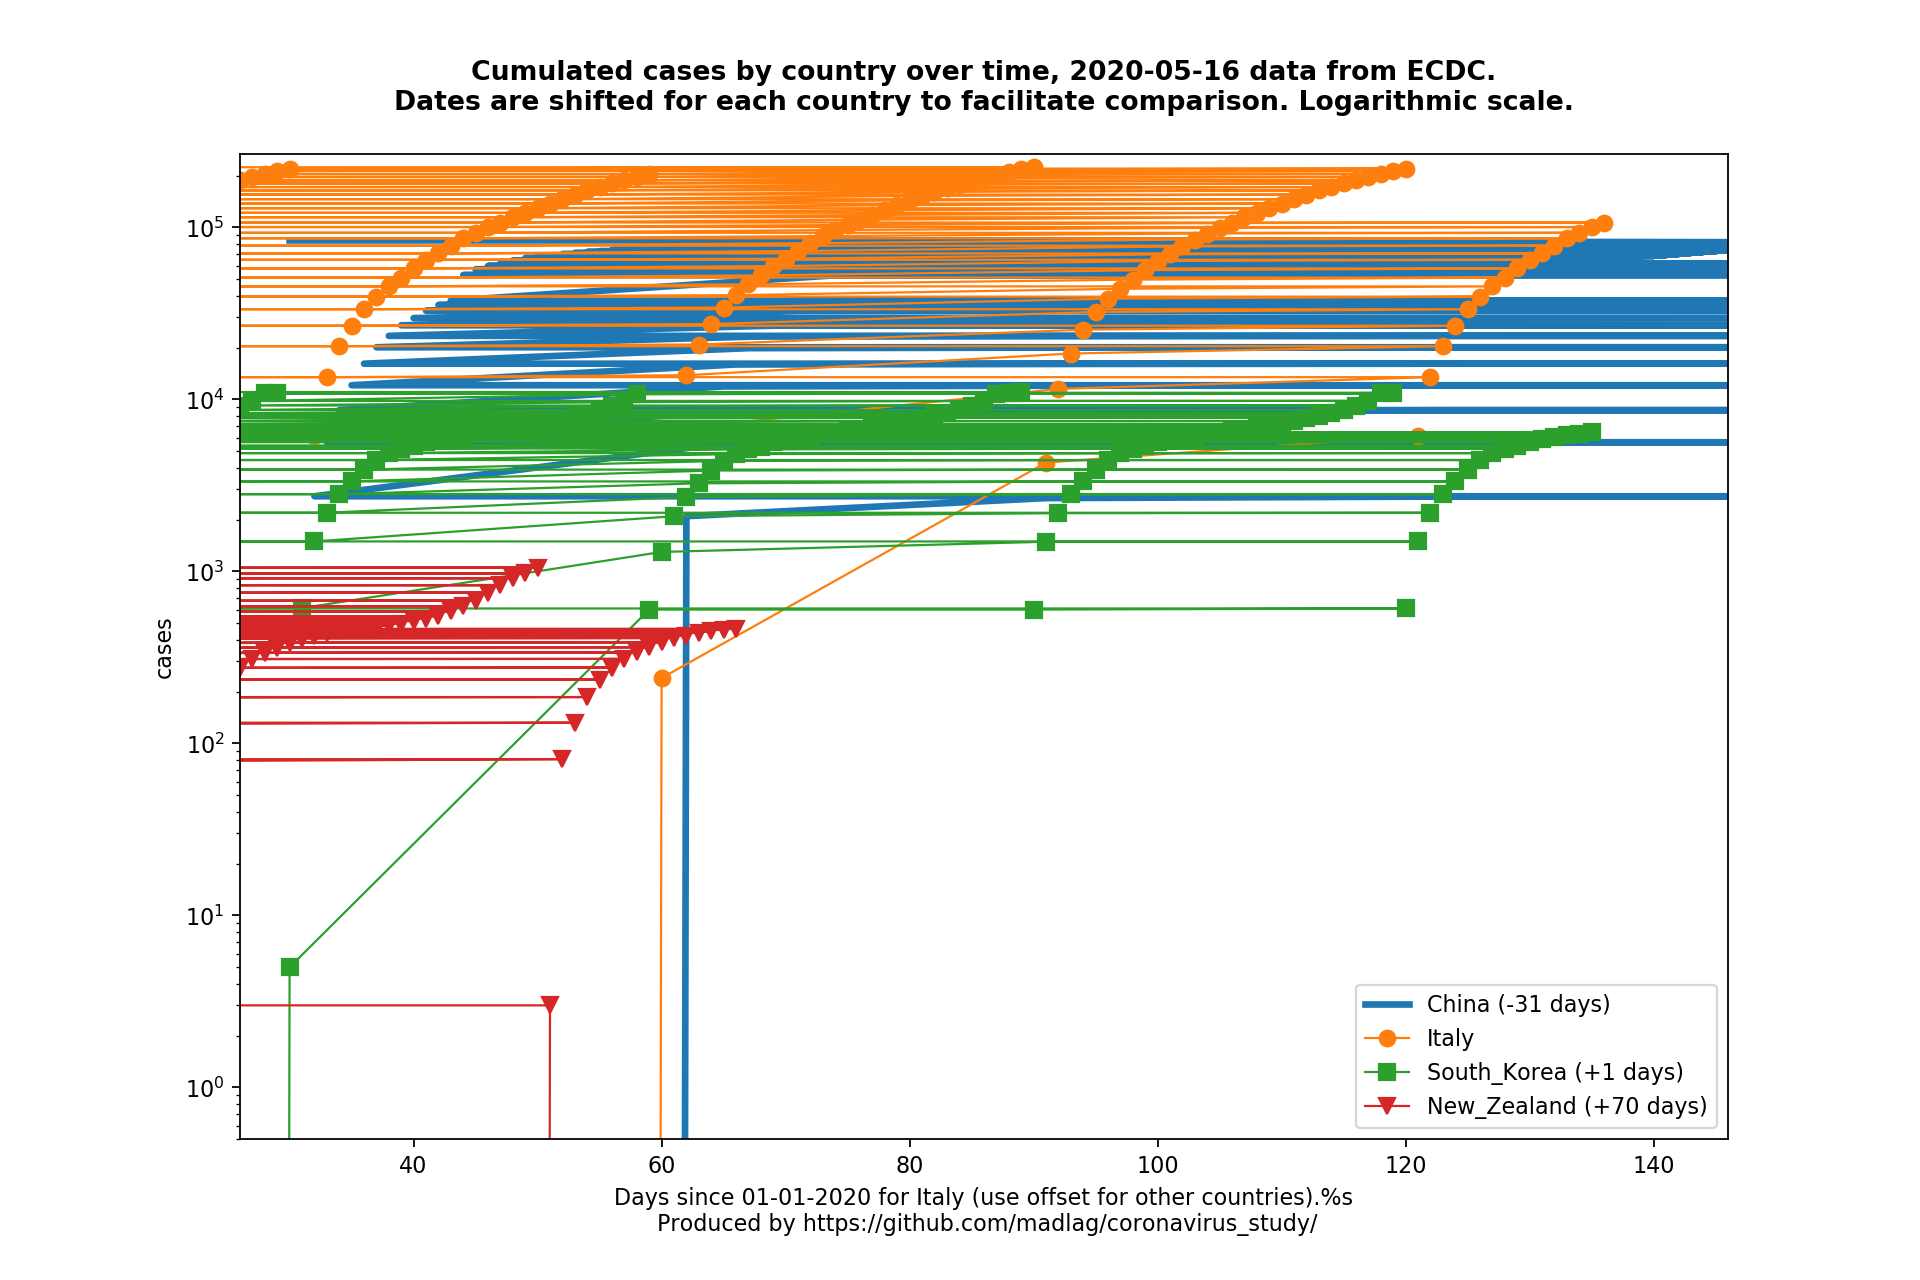 Cumulated cases by country over time, 2020-05-16 data from ECDC.
Dates are shifted for each country to facilitate comparison. Logarithmic scale.
cases
10^5
10^4
10^3
10^2
10^1
10^0
40 60 80 100 120 140
China (-31 days)
Italy
South_Korea (+1 days)
New_Zealand (+70 days)
Days since 01-01-2020 for Italy (use offset for other countries).%s
Produced by https://github.com/madlag/coronavirus_study/